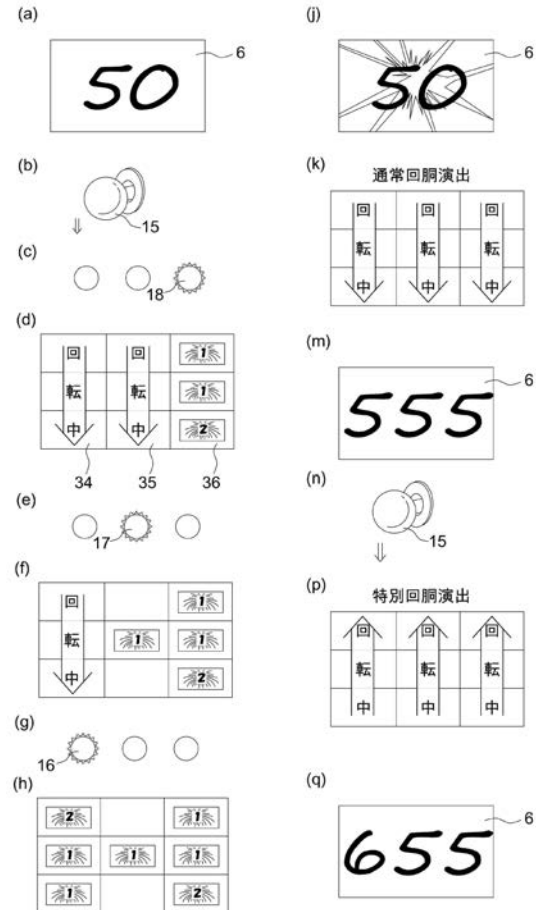 (a)
6
50
(b)
15
(c)
18
(d)
回 回 1
転 転 1
中 中 2
34 35 36
(e)
17
(f)
回 1
転 1 1
中 2
(g)
16
(h)
2 1
1 1 1
1 2
(j)
6
50
(k)
通常回胴演出
回 回 回
転 転 転
中 中 中
(m)
6
555
(n)
15
(p)
特別回胴演出
回 回 回
転 転 転
中 中 中
(q)
6
655